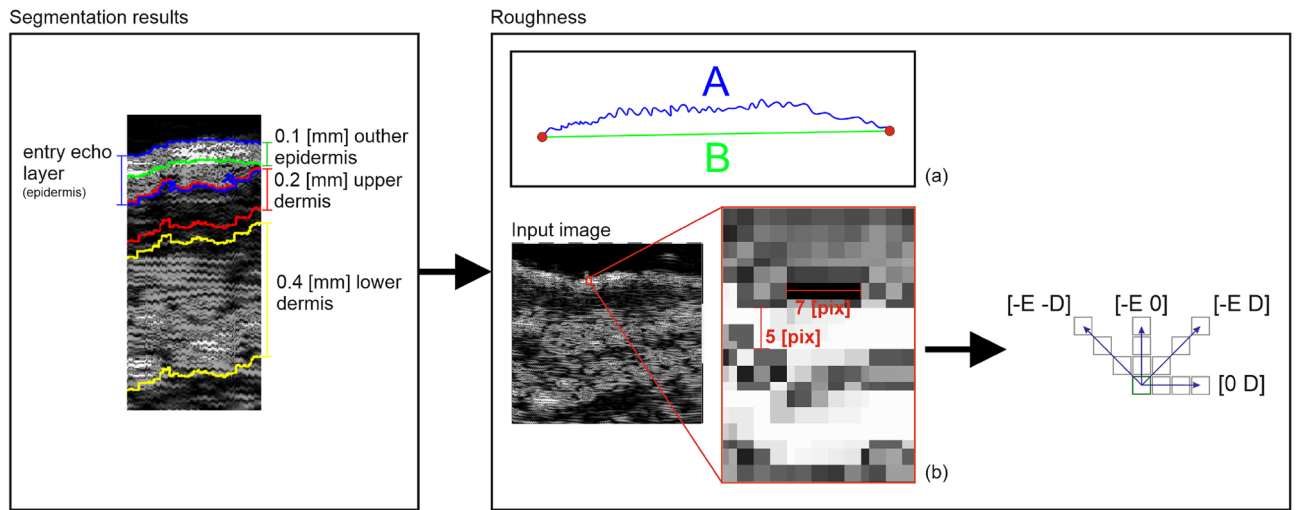 Segmentation results
entry echo
layer
(epidermis)
0.1 [mm] outher
epidermis
0.2 [mm] upper
dermis
0.4 [mm] lower
dermis
Roughness
A
B
(a)
Input image
7 [pix]
5 [pix]
(b)
[-E -D]
[-E 0]
[-E D]
[0 D]